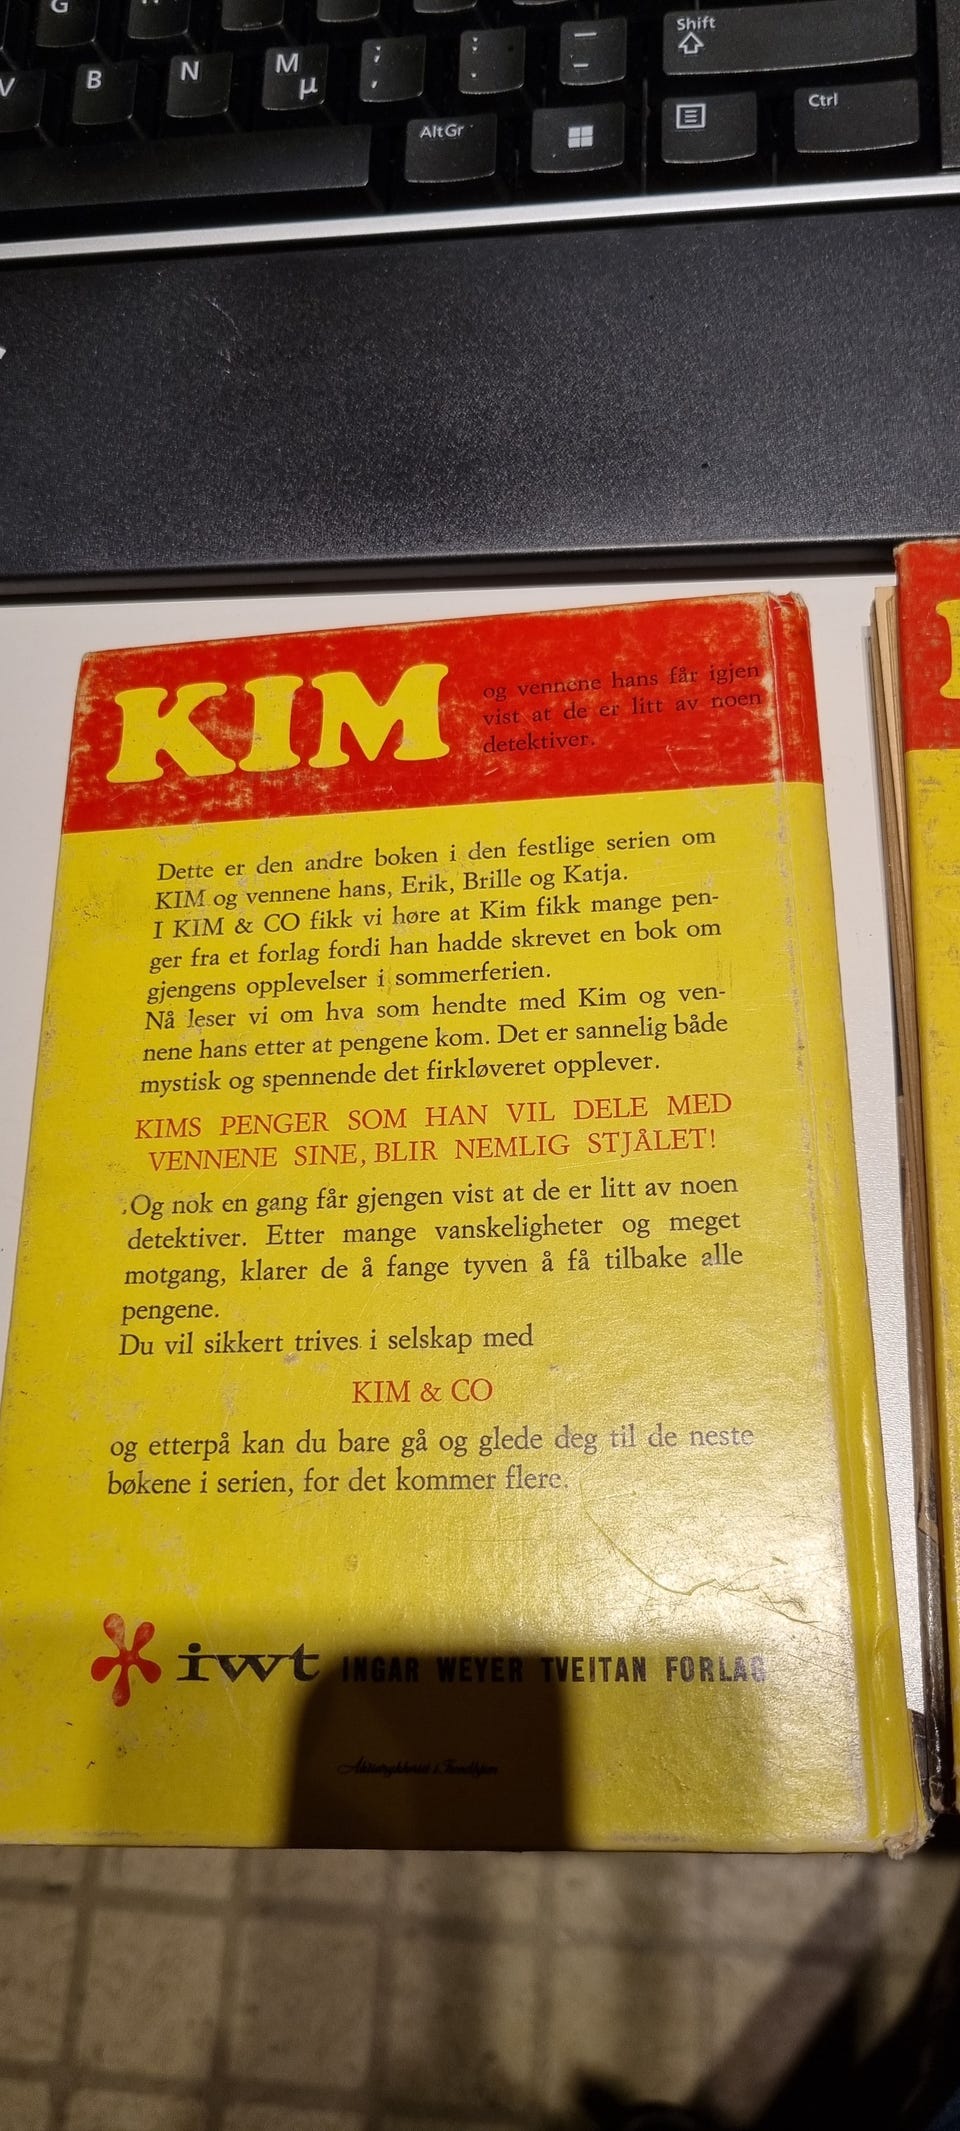 G
V B N M µ ; , : . _ - Shift
AltGr Ctrl
KIM
og vennene hans får igjen
vist at de er litt av noen
detektiver.
Dette er den andre boken i den festlige serien om
KIM og vennene hans, Erik, Brille og Katja.
I KIM & CO fikk vi høre at Kim fikk mange pen-
ger fra et forlag fordi han hadde skrevet en bok om
gjengens opplevelser i sommerferien.
Nå leser vi om hva som hendte med Kim og ven-
nene hans etter at pengene kom. Det er sannelig både
mystisk og spennende det firkløveret opplever.
KIMS PENGER SOM HAN VIL DELE MED
VENNENE SINE, BLIR NEMLIG STJÅLET!
Og nok en gang får gjengen vist at de er litt av noen
detektiver. Etter mange vanskeligheter og meget
motgang, klarer de å fange tyven å få tilbake alle
pengene.
Du vil sikkert trives i selskap med
KIM & CO
og etterpå kan du bare gå og glede deg til de neste
bøkene i serien, for det kommer flere.
iwt INGAR WEYER TVEITAN FORLAG
Aktietrykkeriet i Trondhjem